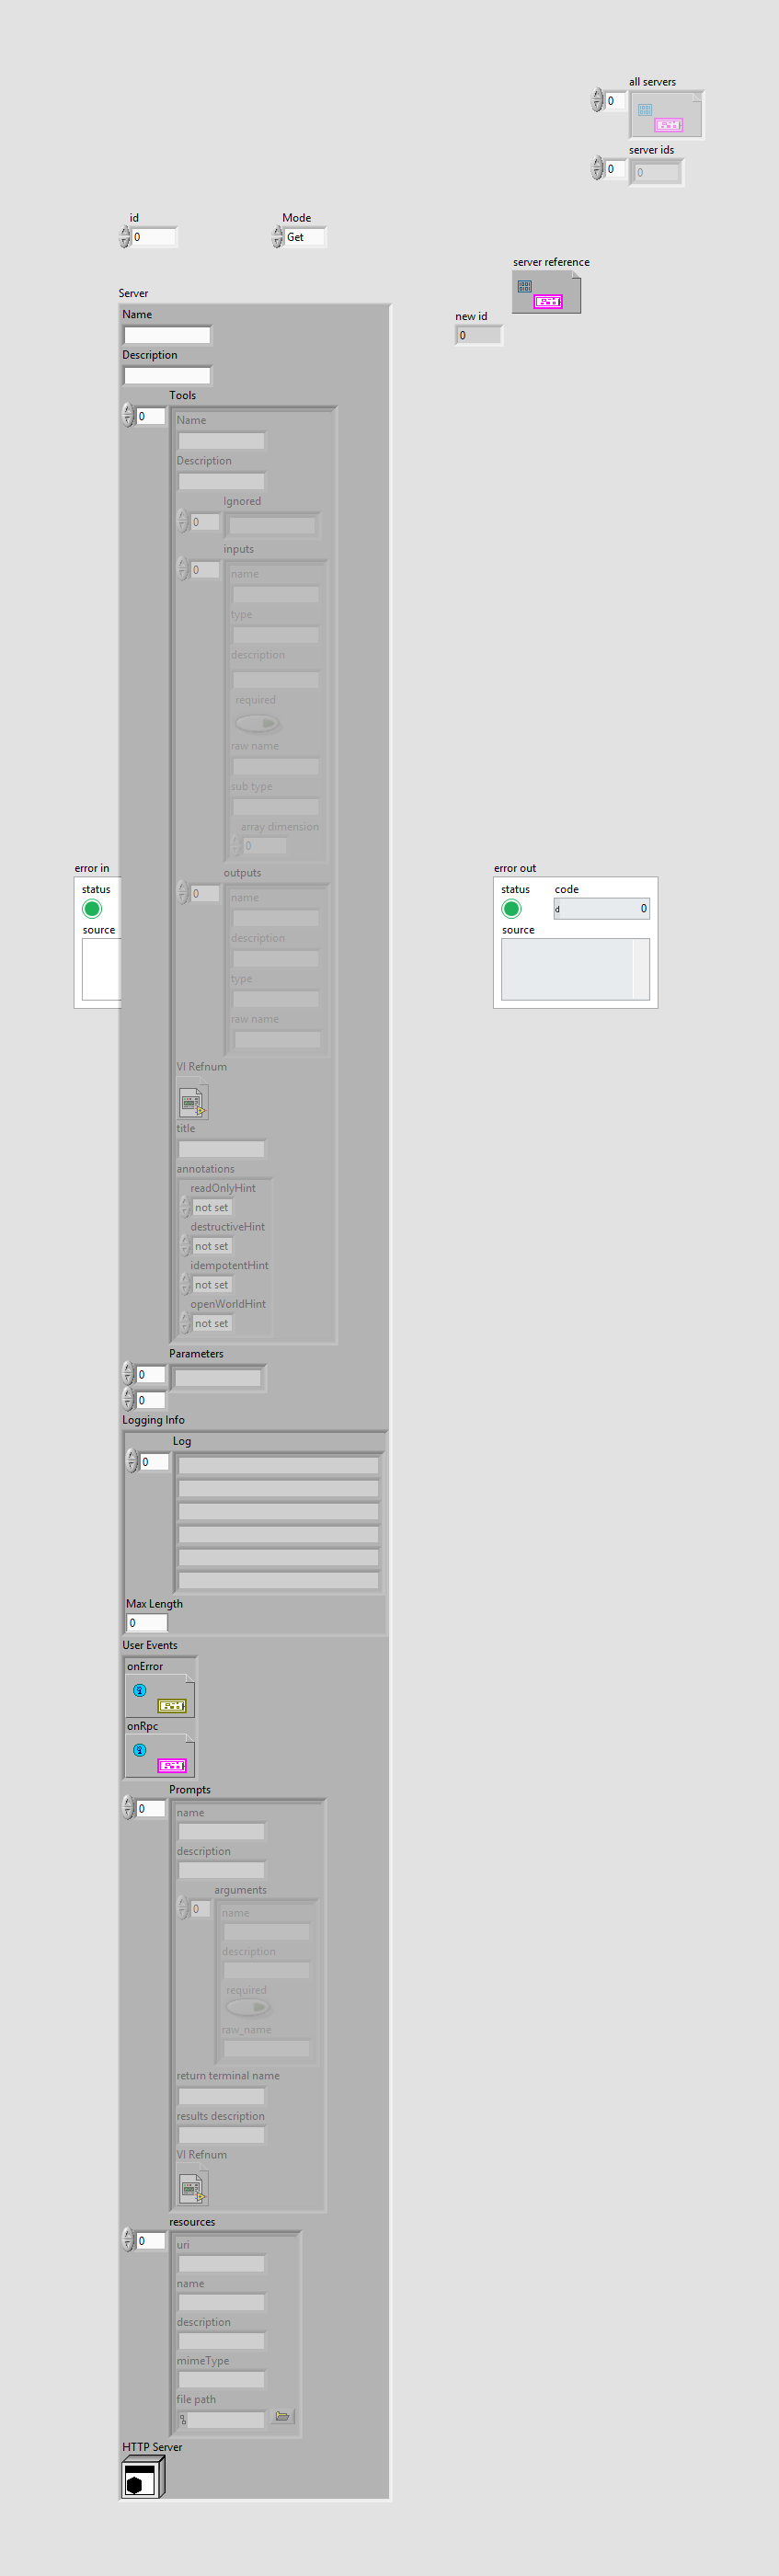 all servers
0
server ids
0
0
id
0
Mode
Get
server reference
Server
Name
new id
0
Description
Tools
0
Name
Description
Ignored
0
inputs
0
name
type
description
required
raw name
sub type
array dimension
0
outputs
0
name
description
type
raw name
error in
status
source
error out
status
code
d
0
source
VI Refnum
title
annotations
readOnlyHint
not set
destructiveHint
not set
idempotentHint
not set
openWorldHint
not set
Parameters
0
0
Logging Info
Log
0
Max Length
0
User Events
onError
onRpc
Prompts
0
name
description
arguments
0
name
description
required
raw_name
return terminal name
results description
VI Refnum
resources
0
uri
name
description
mimeType
file path
HTTP Server